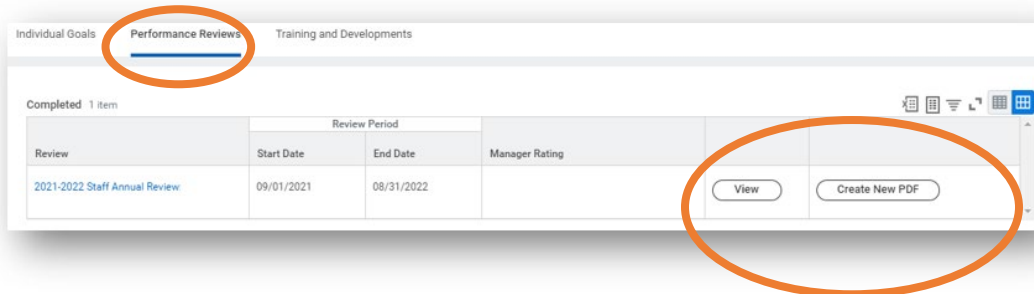 Individual Goals Performance Reviews Training and Developments
Completed 1 item
Review Period
Review Start Date End Date Manager Rating
2021-2022 Staff Annual Review 09/01/2021 08/31/2022 View Create New PDF